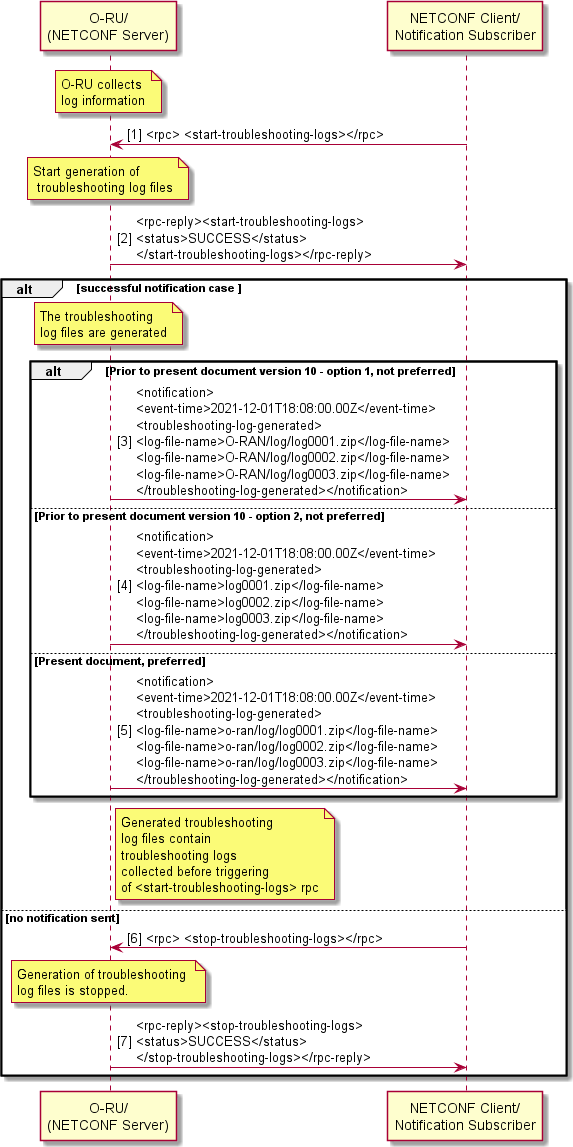 O-RU/
(NETCONF Server)
NETCONF Client/
Notification Subscriber
O-RU collects
log information
[1] <rpc> <start-troubleshooting-logs></rpc>
Start generation of
troubleshooting log files
<rpc-reply><start-troubleshooting-logs>
[2] <status>SUCCESS</status>
</start-troubleshooting-logs></rpc-reply>
alt [successful notification case ]
The troubleshooting
log files are generated
alt [Prior to present document version 10 - option 1, not preferred]
<notification>
<event-time>2021-12-01T18:08:00.00Z</event-time>
<troubleshooting-log-generated>
[3] <log-file-name>O-RAN/log/log0001.zip</log-file-name>
<log-file-name>O-RAN/log/log0002.zip</log-file-name>
<log-file-name>O-RAN/log/log0003.zip</log-file-name>
</troubleshooting-log-generated></notification>
[Prior to present document version 10 - option 2, not preferred]
<notification>
<event-time>2021-12-01T18:08:00.00Z</event-time>
<troubleshooting-log-generated>
[4] <log-file-name>log0001.zip</log-file-name>
<log-file-name>log0002.zip</log-file-name>
<log-file-name>log0003.zip</log-file-name>
</troubleshooting-log-generated></notification>
[Present document, preferred]
<notification>
<event-time>2021-12-01T18:08:00.00Z</event-time>
<troubleshooting-log-generated>
[5] <log-file-name>o-ran/log/log0001.zip</log-file-name>
<log-file-name>o-ran/log/log0002.zip</log-file-name>
<log-file-name>o-ran/log/log0003.zip</log-file-name>
</troubleshooting-log-generated></notification>
Generated troubleshooting
log files contain
troubleshooting logs
collected before triggering
of <start-troubleshooting-logs> rpc
[no notification sent]
[6] <rpc> <stop-troubleshooting-logs></rpc>
Generation of troubleshooting
log files is stopped.
<rpc-reply><stop-troubleshooting-logs>
[7] <status>SUCCESS</status>
</stop-troubleshooting-logs></rpc-reply>
O-RU/
(NETCONF Server)
NETCONF Client/
Notification Subscriber